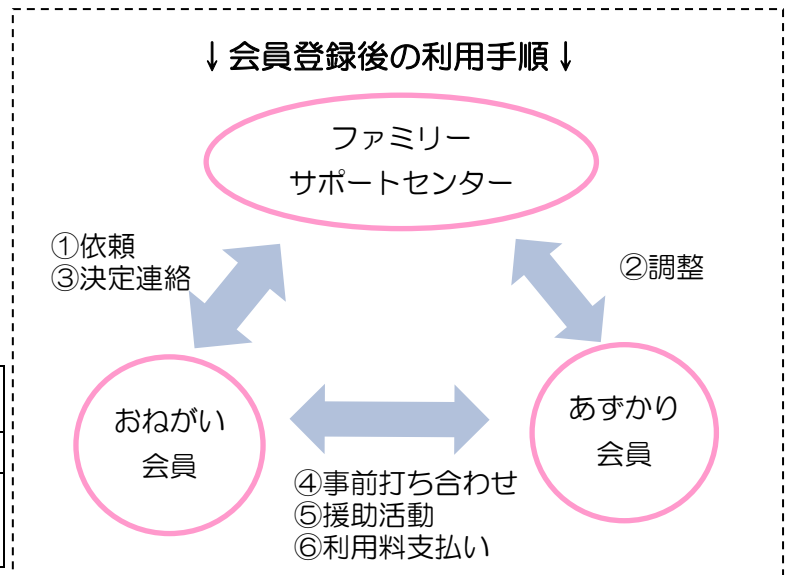 ↓会員登録後の利用手順↓
ファミリー
サポートセンター
①依頼
③決定連絡
②調整
おねがい
会員
あずかり
会員
④事前打ち合わせ
⑤援助活動
⑥利用料支払い